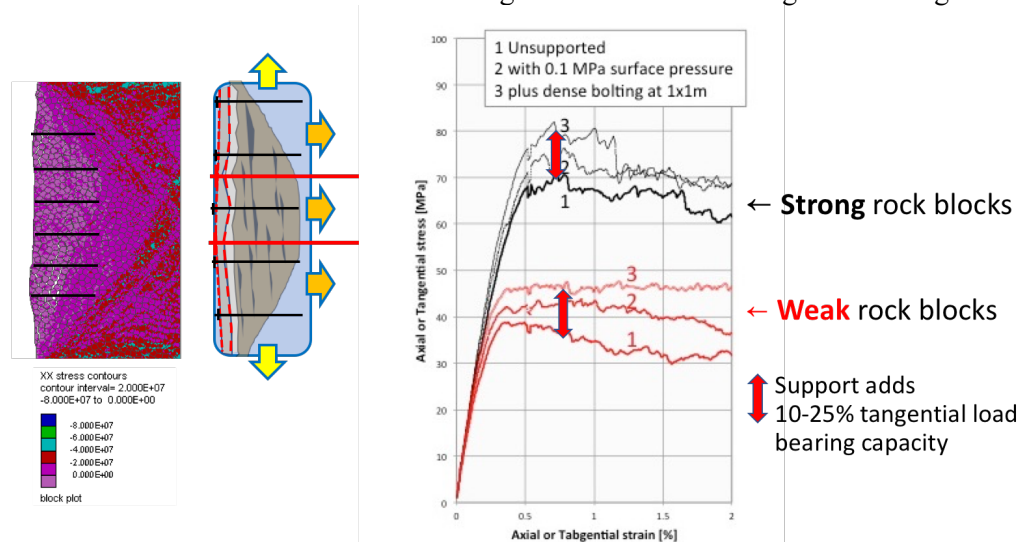 XX stress contours
contour interval= 2.000E+07
-8.000E+07 to 0.000E+00
-8.000E+07
-6.000E+07
-4.000E+07
-2.000E+07
0.000E+00
block plot
1 Unsupported
2 with 0.1 MPa surface pressure
3 plus dense bolting at 1x1m
Axial or Tangential stress [MPa]
100
90
80
70
60
50
40
30
20
10
0
3
2
1
3
2
1
0
0.5
1
1.5
2
Axial or Tabgential strain [%]
← Strong rock blocks
← Weak rock blocks
Support adds
10-25% tangential load
bearing capacity